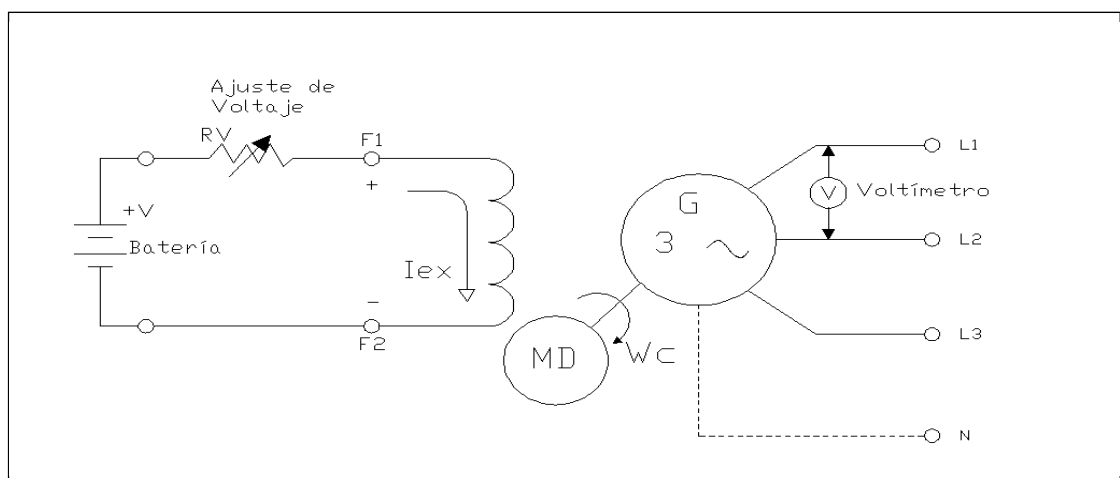 Ajuste de
Voltaje
RV
F1
+
+V
Batería
Iex
-
F2
G
3
MD
Wc
V
Voltímetro
L1
L2
L3
N